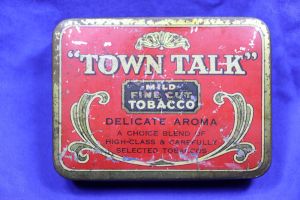 "TOWN TALK"
MILD
FINE CUT
TOBACCO
DELICATE AROMA
A CHOICE BLEND OF
HIGH-CLASS & CAREFULLY
SELECTED TOBACCOS